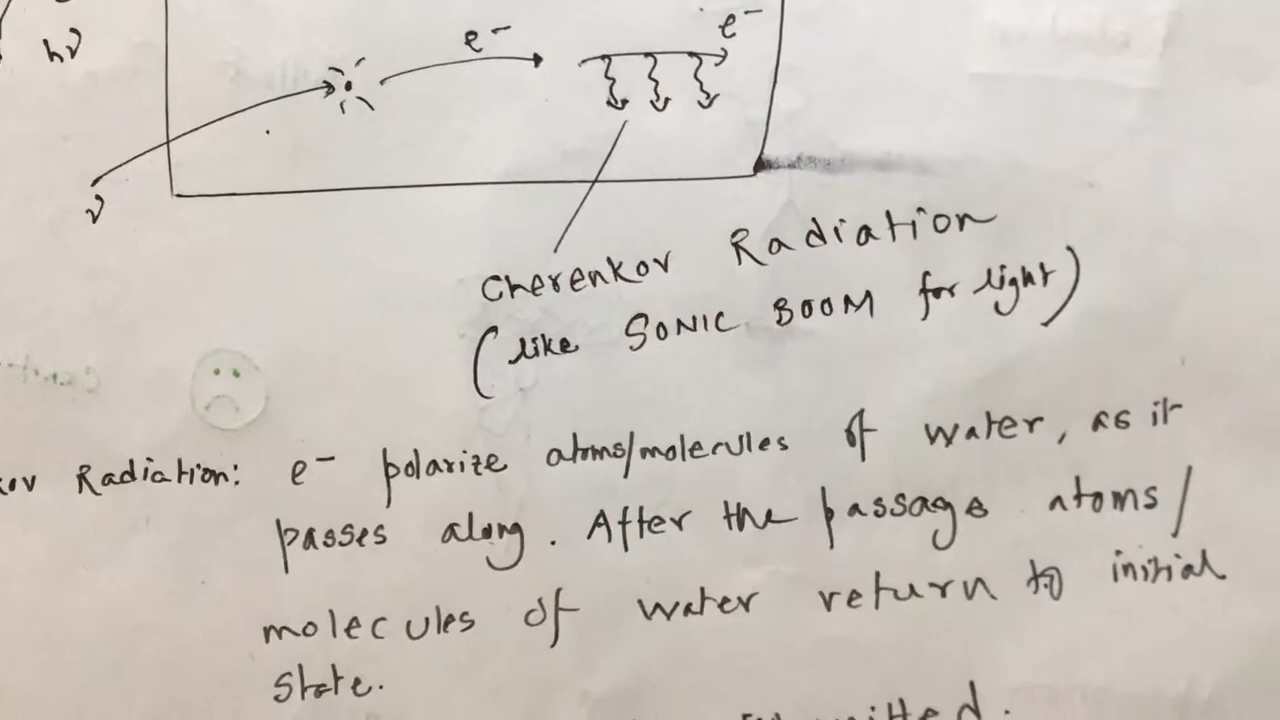 hν
e⁻
e⁻
ν
Cherenkov Radiation
(like SONIC BOOM for light)
kov Radiation: e⁻ polarize atoms/molecules of water, as it
passes along. After the passage atoms/
molecules of water return to initial
state.